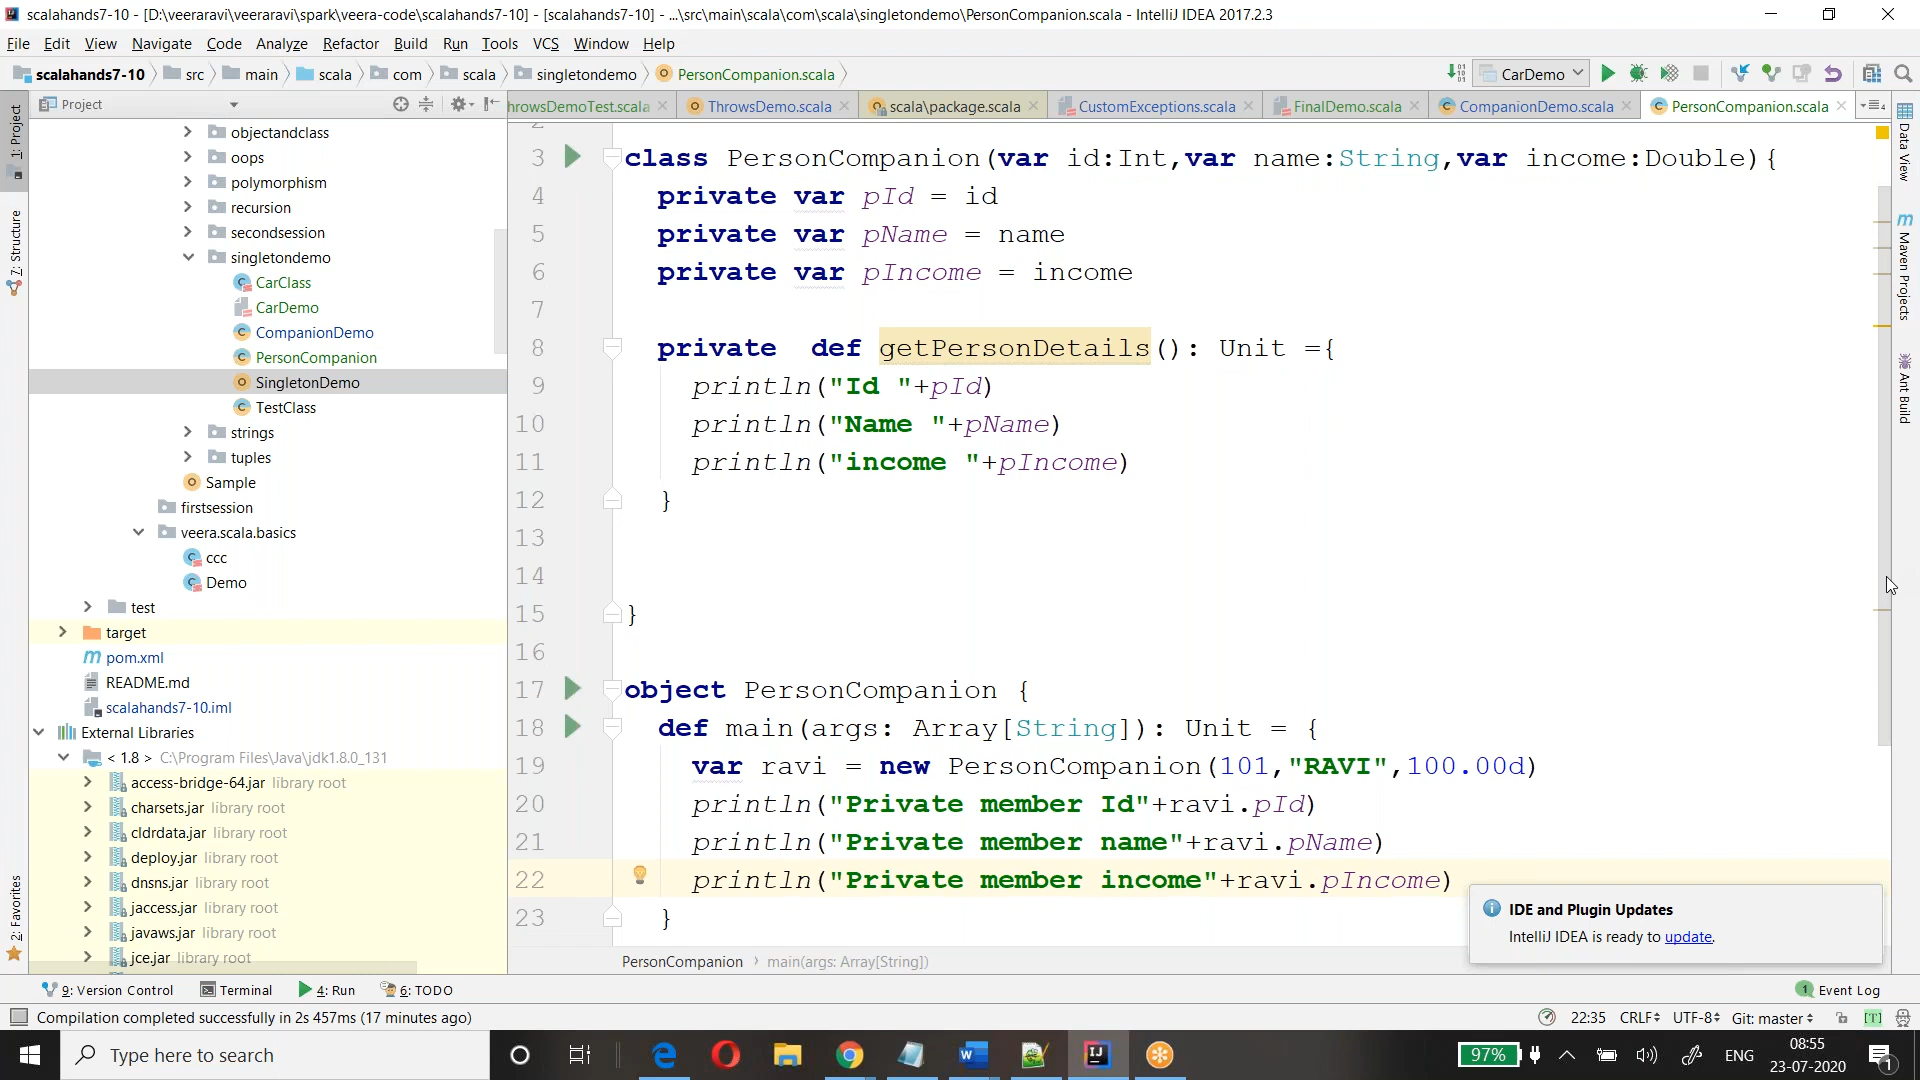 scalahands7-10 - [D:\veeraravi\veeraravi\spark\veera-code\scalahands7-10] - [scalahands7-10] - ...\src\main\scala\com\scala\singletondemo\PersonCompanion.scala - IntelliJ IDEA 2017.2.3
File Edit View Navigate Code Analyze Refactor Build Run Tools VCS Window Help
scalahands7-10 src main scala com scala singletondemo PersonCompanion.scala
CarDemo
Project
hrowsDemoTest.scala ThrowsDemo.scala scala\package.scala CustomExceptions.scala FinalDemo.scala CompanionDemo.scala PersonCompanion.scala
1: Project
7: Structure
2: Favorites
objectandclass
oops
polymorphism
recursion
secondsession
singletondemo
CarClass
CarDemo
CompanionDemo
PersonCompanion
SingletonDemo
TestClass
strings
tuples
Sample
firstsession
veera.scala.basics
ccc
Demo
test
target
pom.xml
README.md
scalahands7-10.iml
External Libraries
< 1.8 > C:\Program Files\Java\jdk1.8.0_131
access-bridge-64.jar library root
charsets.jar library root
cldrdata.jar library root
deploy.jar library root
dnsns.jar library root
jaccess.jar library root
javaws.jar library root
jce.jar library root
2
3 class PersonCompanion(var id:Int,var name:String,var income:Double){
4 private var pId = id
5 private var pName = name
6 private var pIncome = income
7
8 private  def getPersonDetails(): Unit ={
9 println("Id "+pId)
10 println("Name "+pName)
11 println("income "+pIncome)
12 }
13
14
15 }
16
17 object PersonCompanion {
18 def main(args: Array[String]): Unit = {
19 var ravi = new PersonCompanion(101,"RAVI",100.00d)
20 println("Private member Id"+ravi.pId)
21 println("Private member name"+ravi.pName)
22 println("Private member income"+ravi.pIncome)
23 }
PersonCompanion main(args: Array[String])
Data View
Maven Projects
Ant Build
IDE and Plugin Updates
IntelliJ IDEA is ready to update.
9: Version Control Terminal 4: Run 6: TODO 1 Event Log
Compilation completed successfully in 2s 457ms (17 minutes ago) 22:35 CRLF UTF-8 Git: master [T]
Type here to search
97% ENG
08:55
23-07-2020
1